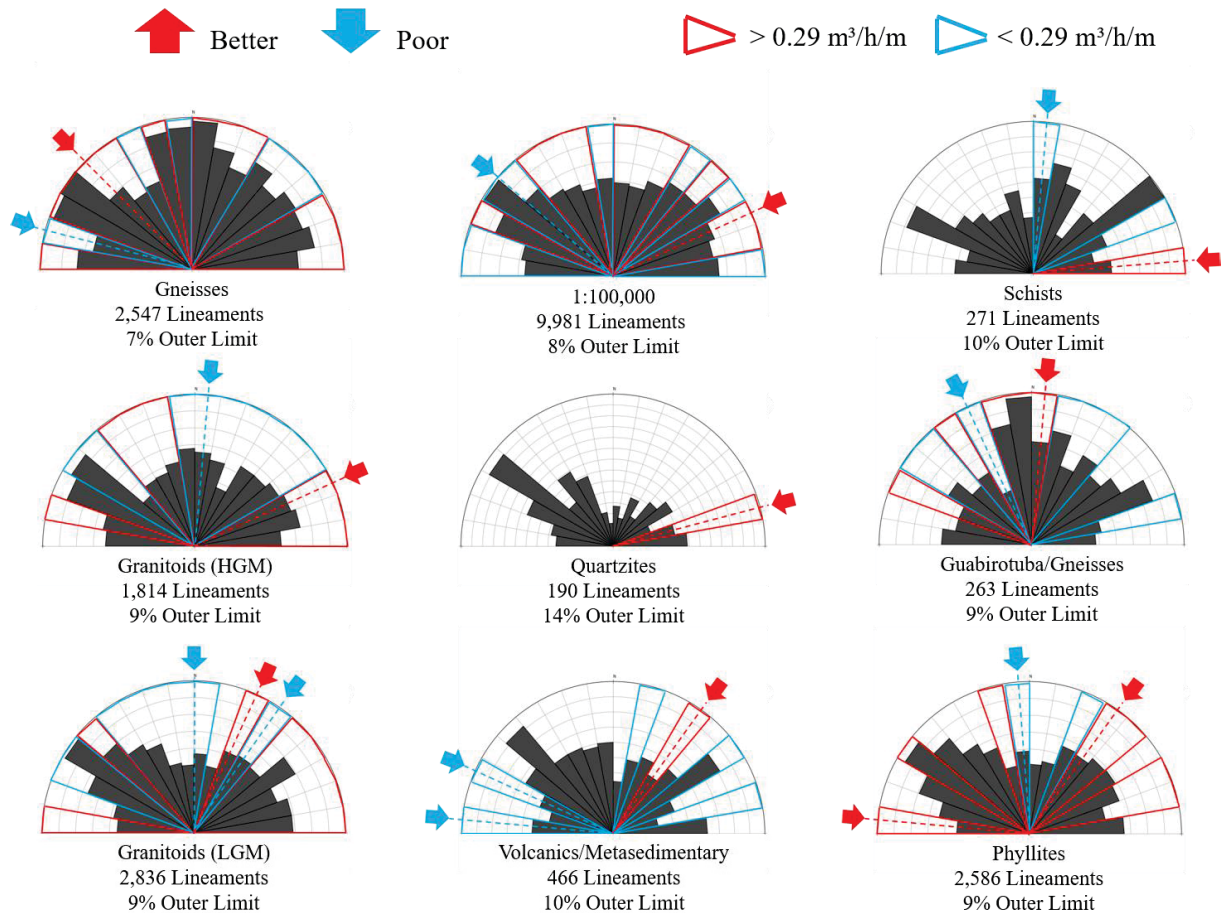 Better
Poor
> 0.29 m³/h/m
< 0.29 m³/h/m
N
Gneisses
2,547 Lineaments
7% Outer Limit
N
1:100,000
9,981 Lineaments
8% Outer Limit
N
Schists
271 Lineaments
10% Outer Limit
N
Granitoids (HGM)
1,814 Lineaments
9% Outer Limit
N
Quartzites
190 Lineaments
14% Outer Limit
N
Guabirotuba/Gneisses
263 Lineaments
9% Outer Limit
N
Granitoids (LGM)
2,836 Lineaments
9% Outer Limit
N
Volcanics/Metasedimentary
466 Lineaments
10% Outer Limit
N
Phyllites
2,586 Lineaments
9% Outer Limit